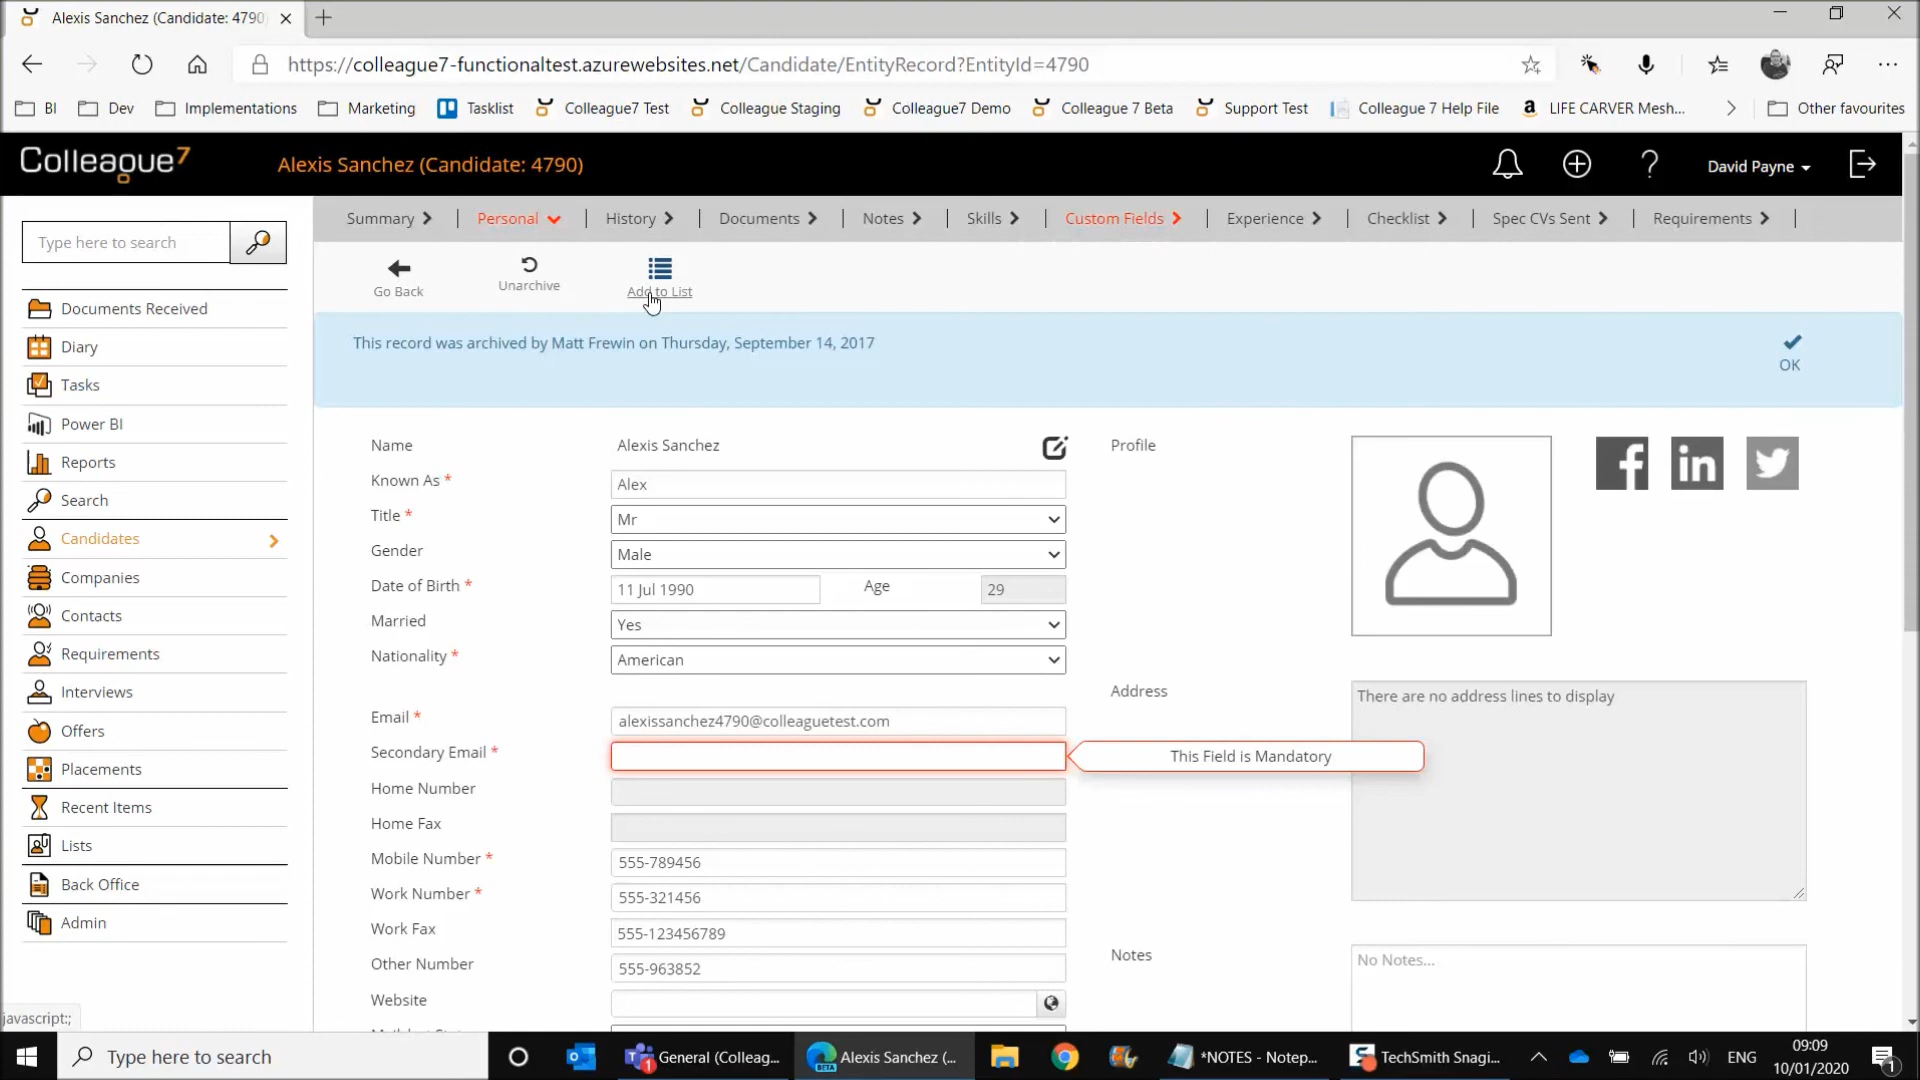 Alexis Sanchez (Candidate: 4790)
https://colleague7-functionaltest.azurewebsites.net/Candidate/EntityRecord?EntityId=4790
BI
Dev
Implementations
Marketing
Tasklist
Colleague7 Test
Colleague Staging
Colleague7 Demo
Colleague 7 Beta
Support Test
Colleague 7 Help File
LIFE CARVER Mesh...
Other favourites
Colleague7
Alexis Sanchez (Candidate: 4790)
David Payne
Type here to search
Documents Received
Diary
Tasks
Power BI
Reports
Search
Candidates
Companies
Contacts
Requirements
Interviews
Offers
Placements
Recent Items
Lists
Back Office
Admin
javascript:;
Summary
Personal
History
Documents
Notes
Skills
Custom Fields
Experience
Checklist
Spec CVs Sent
Requirements
Go Back
Unarchive
Add to List
This record was archived by Matt Frewin on Thursday, September 14, 2017
OK
Name Alexis Sanchez
Known As * Alex
Title * Mr
Gender Male
Date of Birth * 11 Jul 1990 Age 29
Married Yes
Nationality * American
Email * alexissanchez4790@colleaguetest.com
Secondary Email * This Field is Mandatory
Home Number
Home Fax
Mobile Number * 555-789456
Work Number * 555-321456
Work Fax 555-123456789
Other Number 555-963852
Website
Profile
Address
There are no address lines to display
Notes
No Notes...
Type here to search
General (Colleag...
Alexis Sanchez (...
*NOTES - Notep...
TechSmith Snagi...
ENG
09:09
10/01/2020